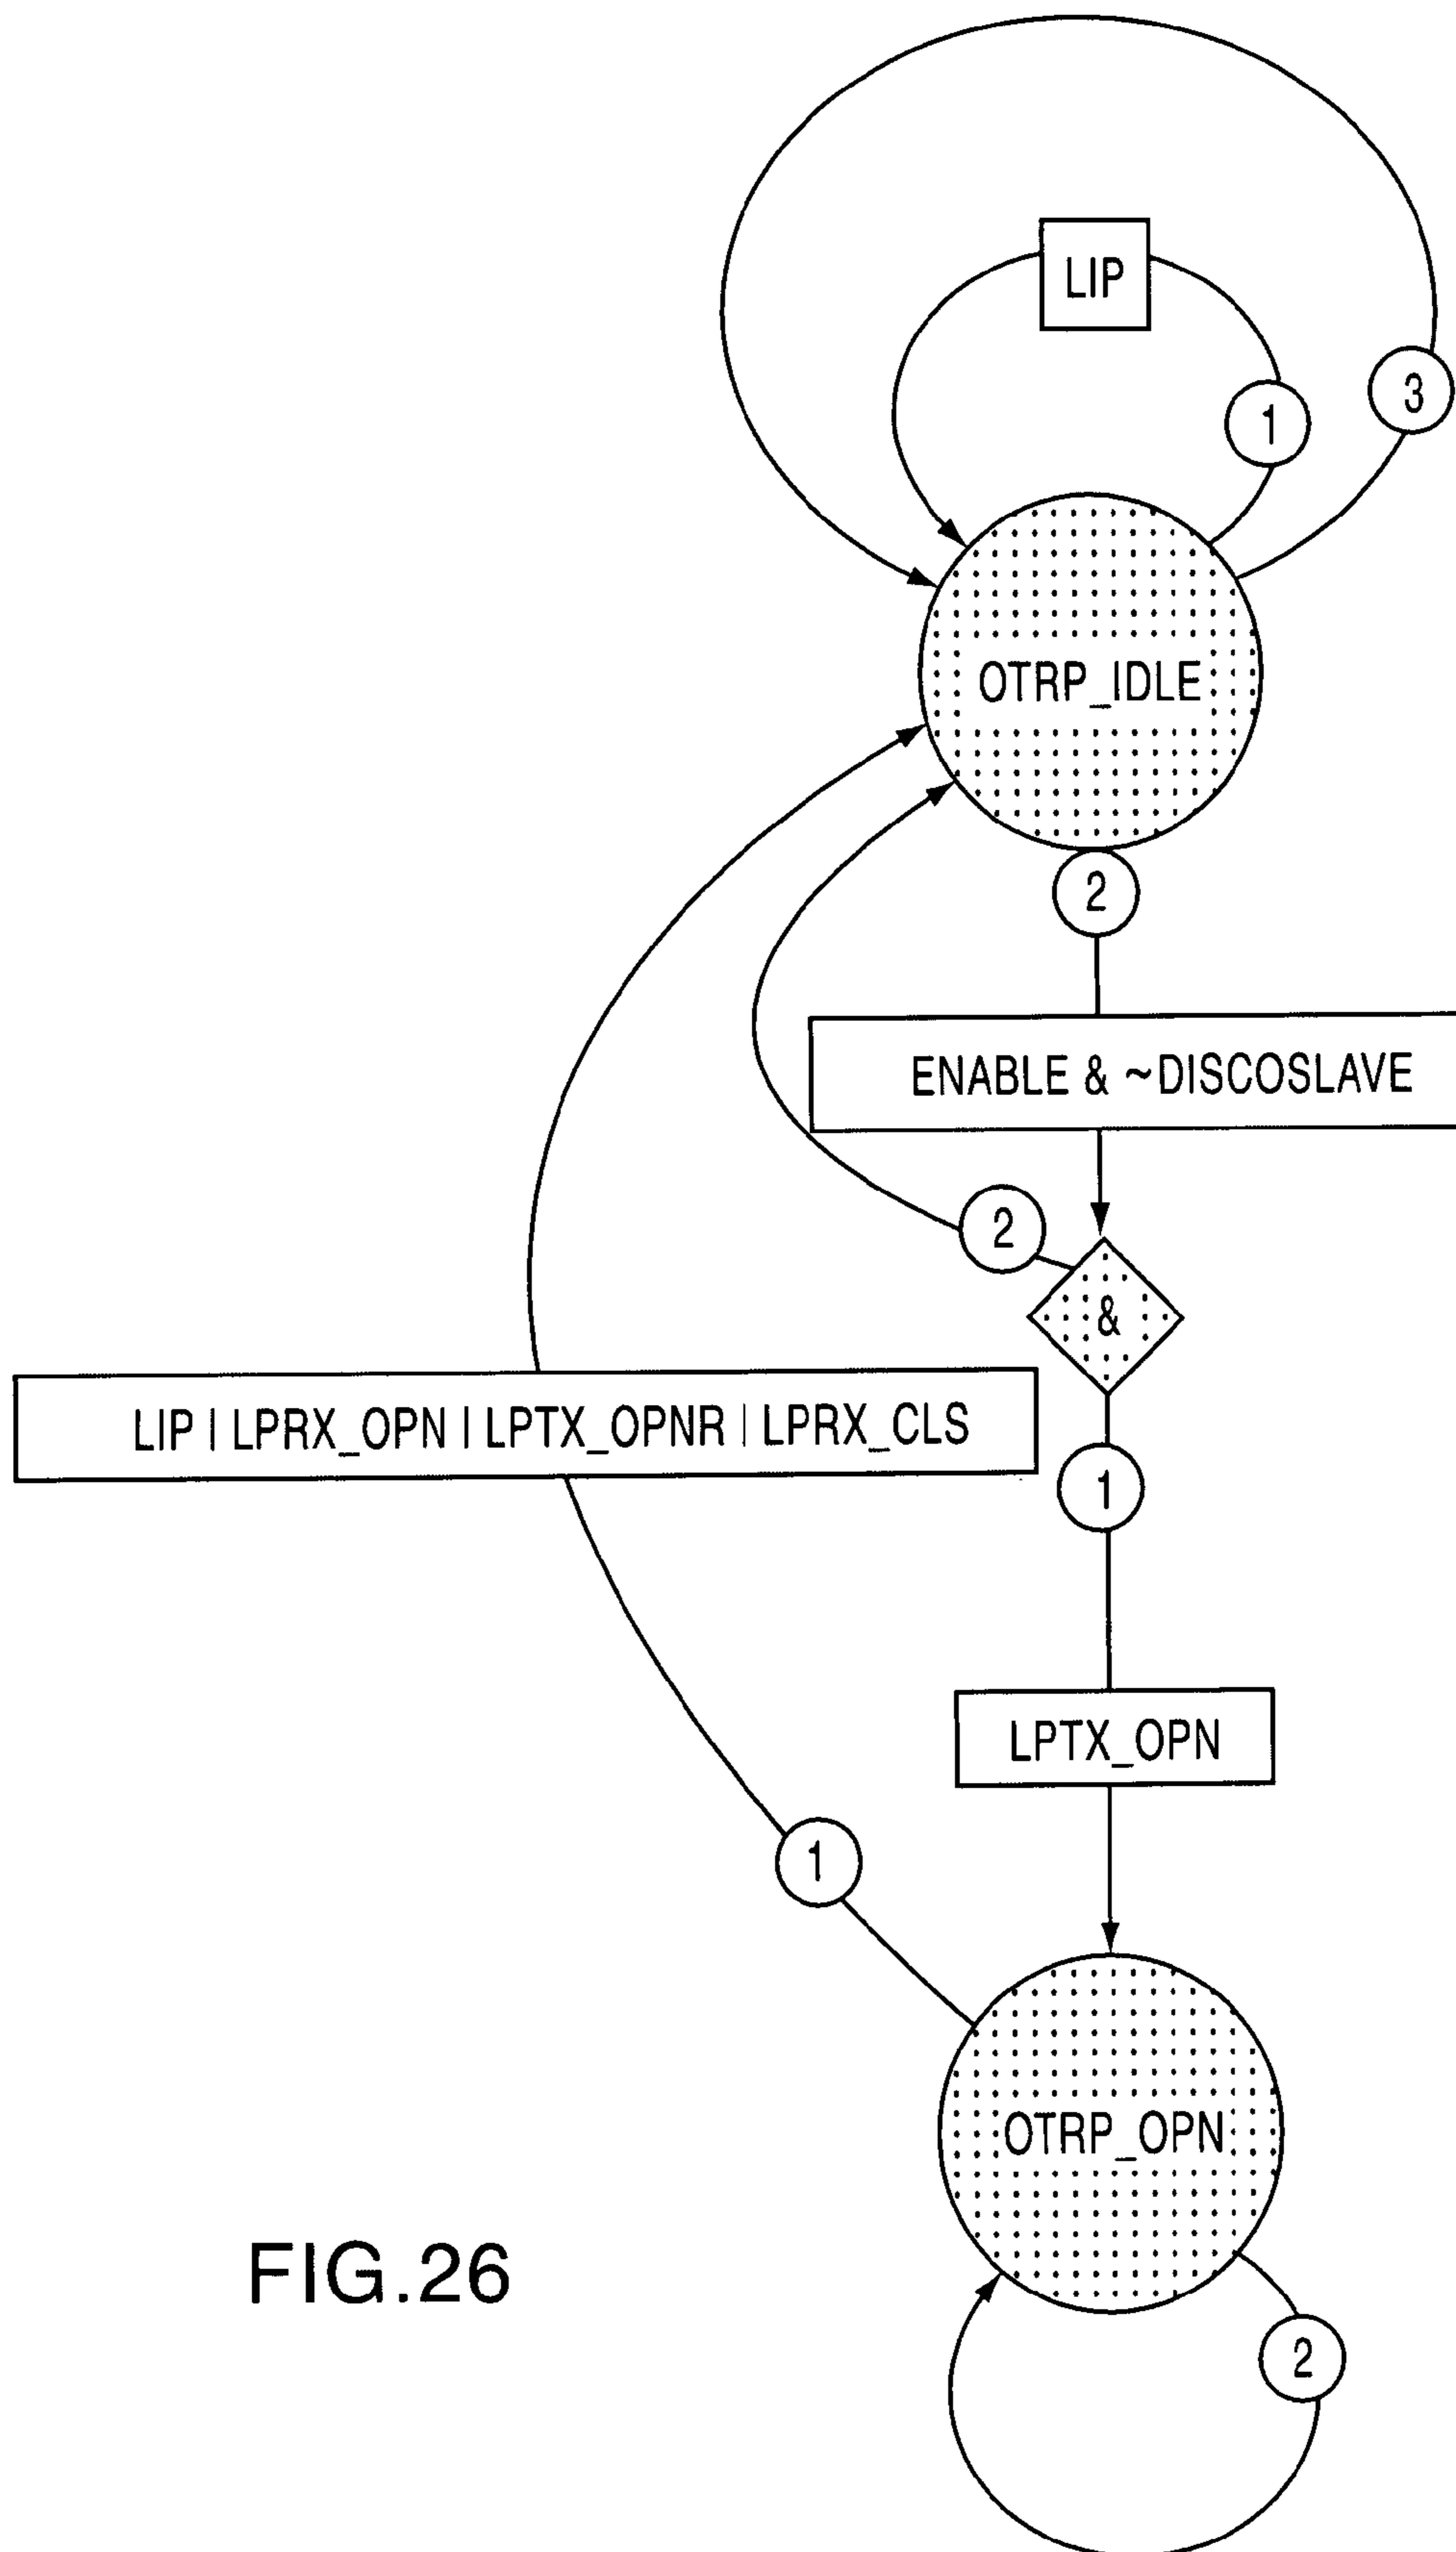 LIP
3
1
OTRP_IDLE
2
ENABLE & ~DISCOSLAVE
2
&
LIP | LPRX_OPN | LPTX_OPNR | LPRX_CLS
1
LPTX_OPN
1
OTRP_OPN
FIG.26
2